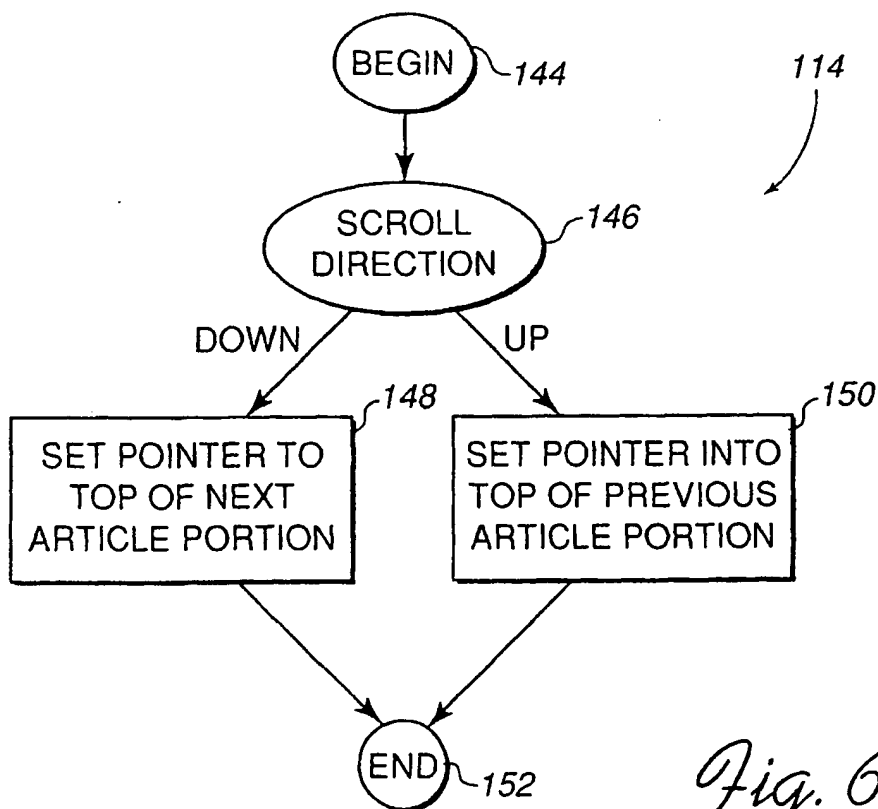 BEGIN
144
114
SCROLL
DIRECTION
146
DOWN
UP
148
150
SET POINTER TO
TOP OF NEXT
ARTICLE PORTION
SET POINTER INTO
TOP OF PREVIOUS
ARTICLE PORTION
END
152
Fig. 6